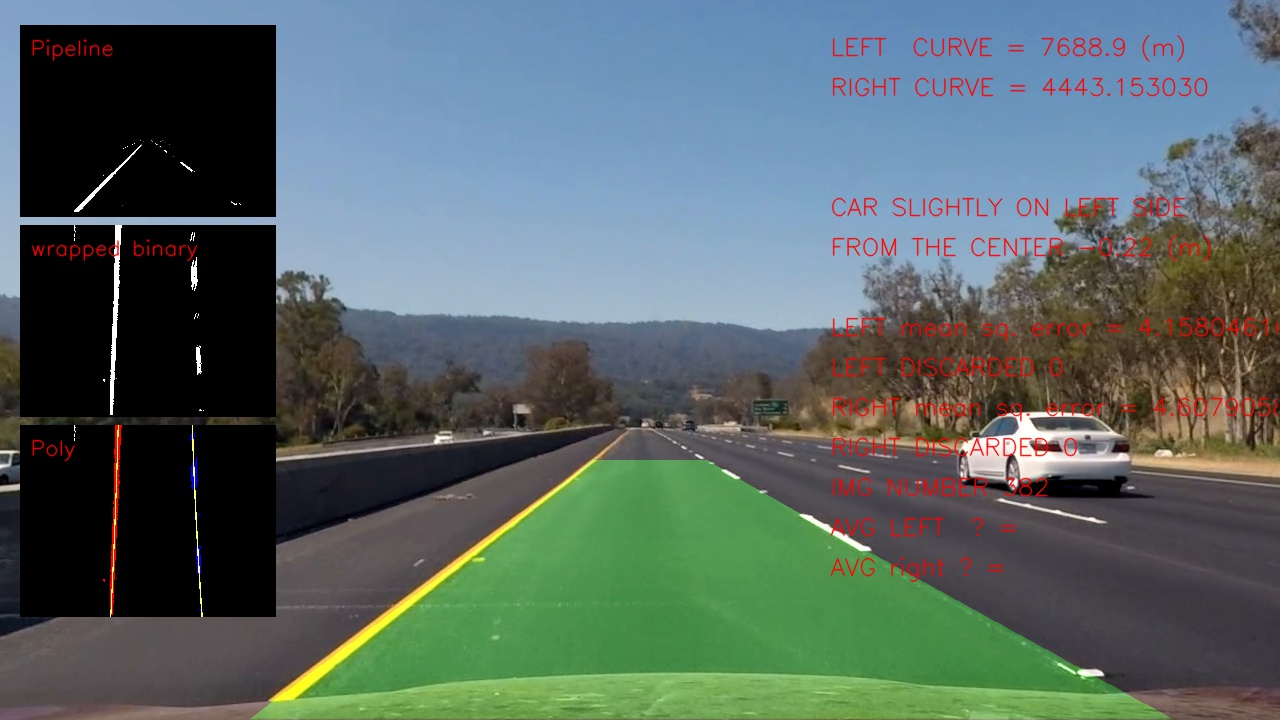 Pipeline
wrapped binary
Poly
LEFT CURVE = 7688.9 (m)
RIGHT CURVE = 4443.153030
CAR SLIGHTLY ON LEFT SIDE
FROM THE CENTER -0.22 (m)
LEFT mean sq. error = 4.1580461
LEFT DISCARDED 0
RIGHT mean sq. error = 4.607905
RIGHT DISCARDED 0
IMG NUMBER 382
AVG LEFT ? =
AVG right ? =